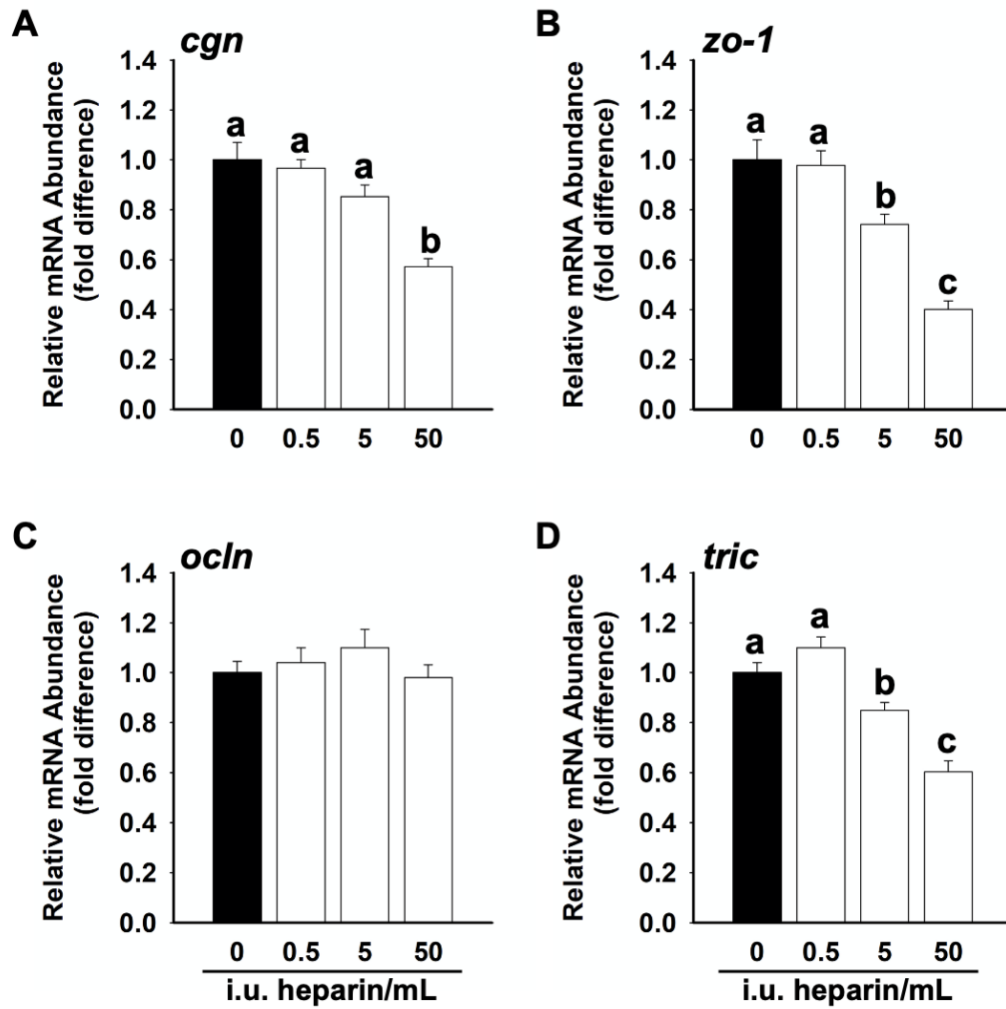 A
cgn
Relative mRNA Abundance
(fold difference)
1.4
1.2
1.0
0.8
0.6
0.4
0.2
0.0
a
a
a
b
0 0.5 5 50
B
zo-1
Relative mRNA Abundance
(fold difference)
1.4
1.2
1.0
0.8
0.6
0.4
0.2
0.0
a
a
b
c
0 0.5 5 50
C
ocln
Relative mRNA Abundance
(fold difference)
1.4
1.2
1.0
0.8
0.6
0.4
0.2
0.0
0 0.5 5 50
i.u. heparin/mL
D
tric
Relative mRNA Abundance
(fold difference)
1.4
1.2
1.0
0.8
0.6
0.4
0.2
0.0
a
a
b
c
0 0.5 5 50
i.u. heparin/mL